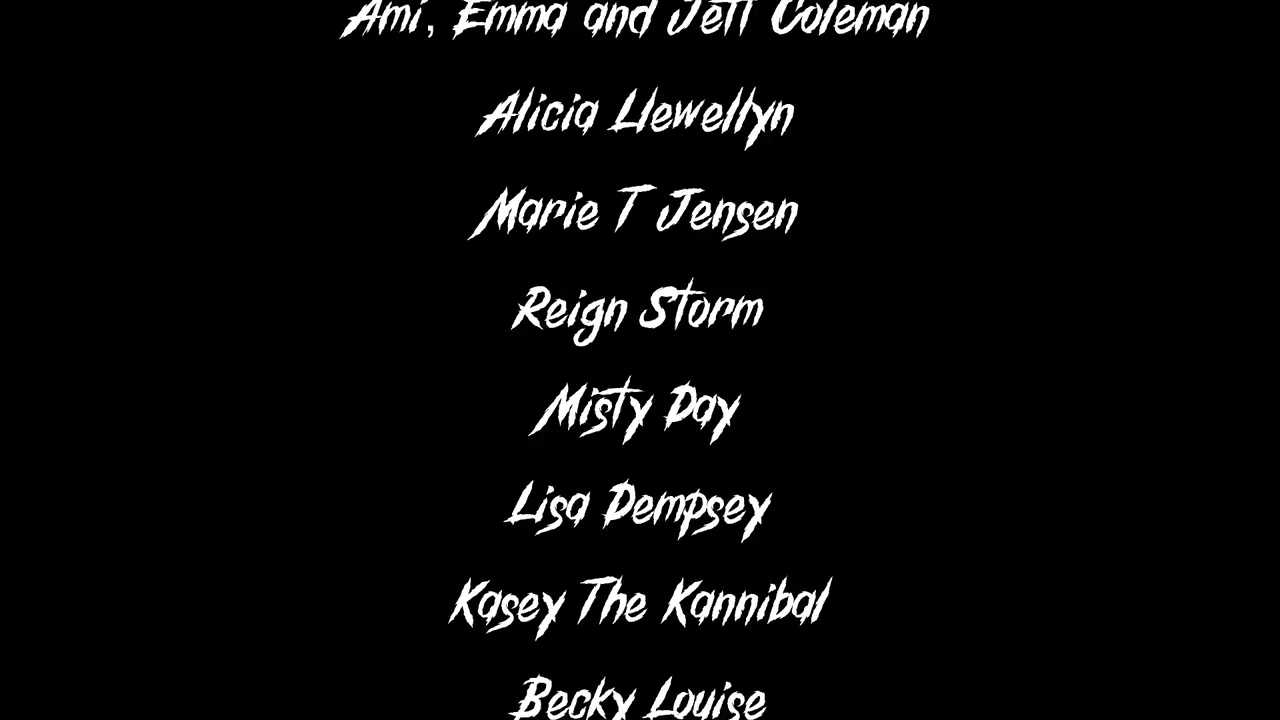 Ami, Emma and Jeff Coleman
Alicia Llewellyn
Marie T Jensen
Reign Storm
Misty Day
Lisa Dempsey
Kasey The Kannibal
Becky Louise